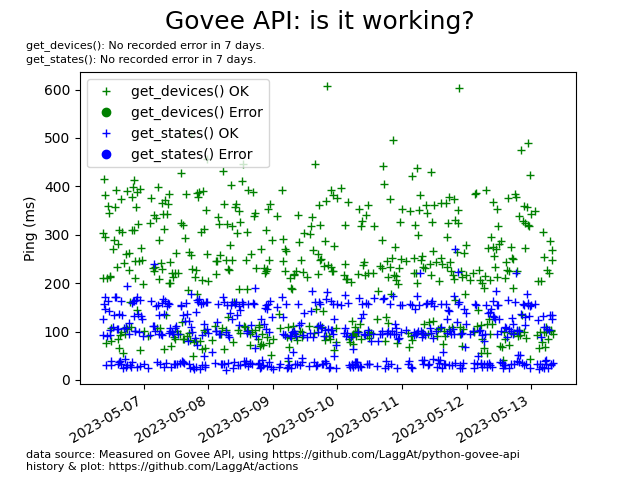 Govee API: is it working?
get_devices(): No recorded error in 7 days.
get_states(): No recorded error in 7 days.
get_devices() OK
get_devices() Error
get_states() OK
get_states() Error
600
500
400
300
200
100
0
Ping (ms)
2023-05-07
2023-05-08
2023-05-09
2023-05-10
2023-05-11
2023-05-12
2023-05-13
data source: Measured on Govee API, using https://github.com/LaggAt/python-govee-api
history & plot: https://github.com/LaggAt/actions